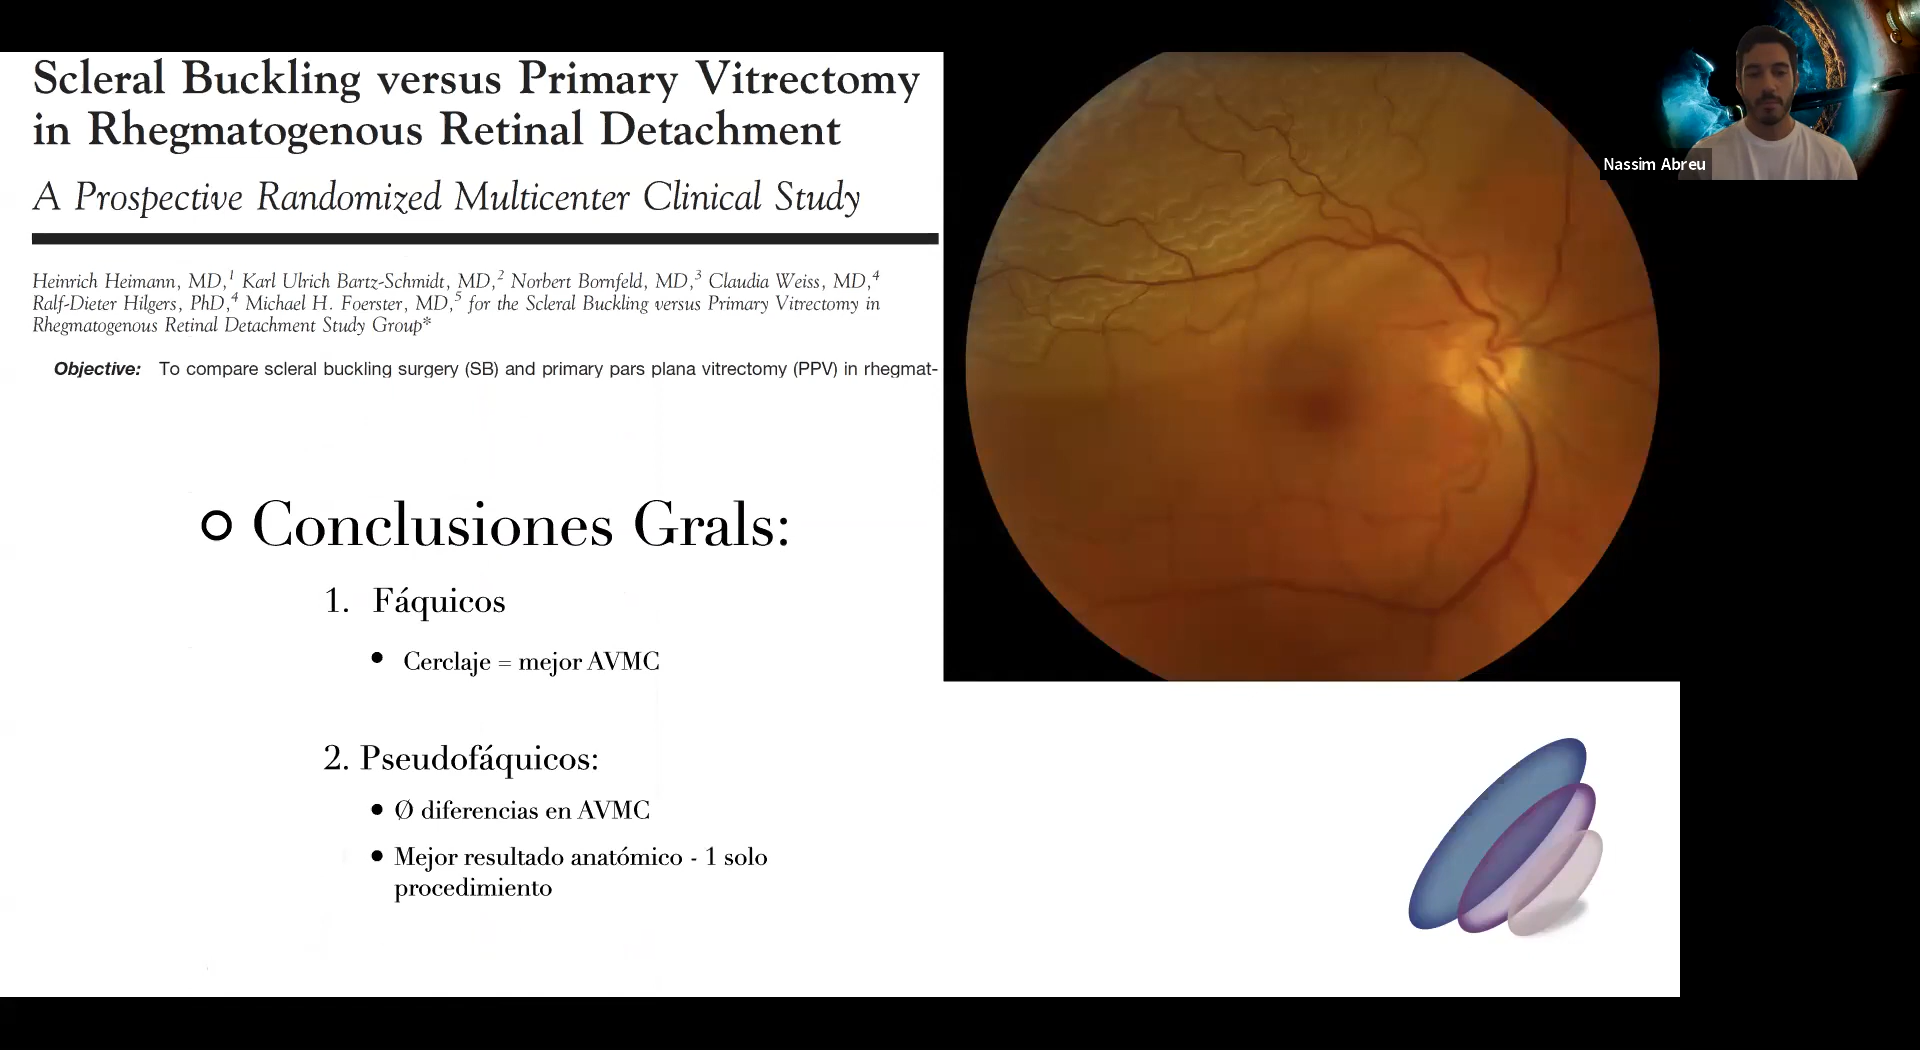 Scleral Buckling versus Primary Vitrectomy
in Rhegmatogenous Retinal Detachment
A Prospective Randomized Multicenter Clinical Study
Heinrich Heimann, MD,1 Karl Ulrich Bartz-Schmidt, MD,2 Norbert Bornfeld, MD,3 Claudia Weiss, MD,4
Ralf-Dieter Hilgers, PhD,4 Michael H. Foerster, MD,5 for the Scleral Buckling versus Primary Vitrectomy in
Rhegmatogenous Retinal Detachment Study Group*
Objective: To compare scleral buckling surgery (SB) and primary pars plana vitrectomy (PPV) in rhegmat-
Conclusiones Grals:
1. Fáquicos
• Cerclaje = mejor AVMC
2. Pseudofáquicos:
• Ø diferencias en AVMC
• Mejor resultado anatómico - 1 solo
procedimiento
Nassim Abreu